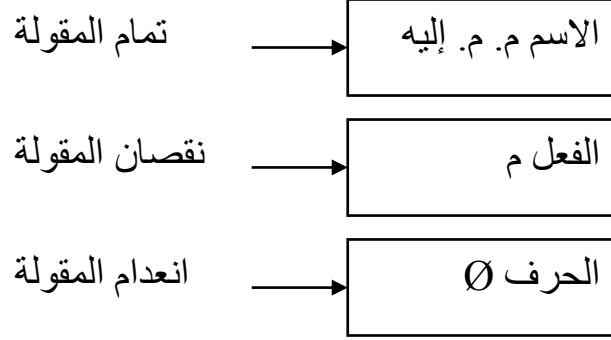 الاسم م. م. إليه تمام المقولة
الفعل م نقصان المقولة
الحرف Ø انعدام المقولة